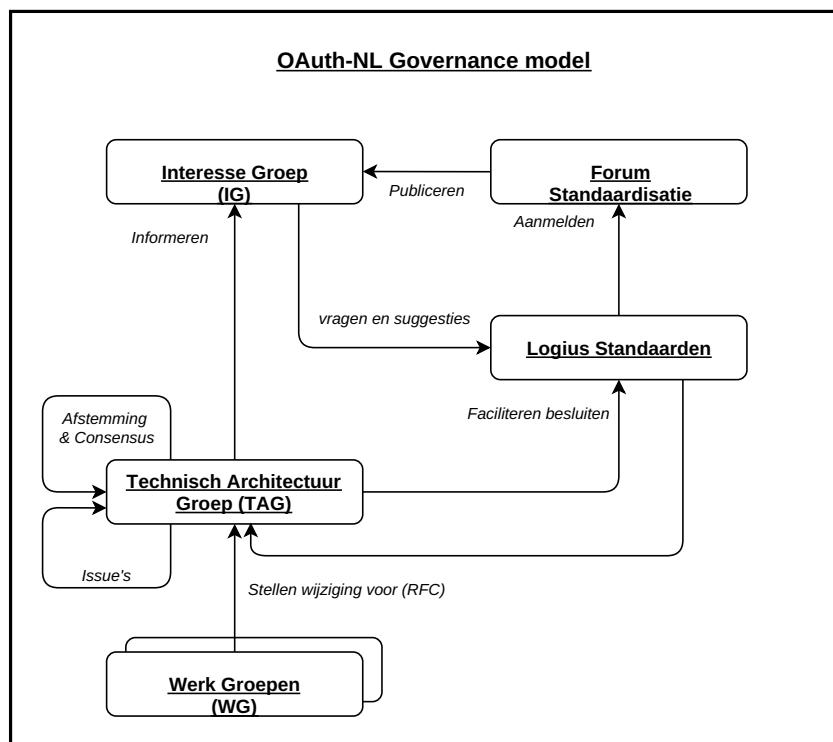 OAuth-NL Governance model
Interesse Groep
(IG)
Forum
Standaardisatie
Publiceren
Informeren
Aanmelden
vragen en suggesties
Logius Standaarden
Afstemming
& Consensus
Faciliteren besluiten
Technisch Architectuur
Groep (TAG)
Issue's
Stellen wijziging voor (RFC)
Werk Groepen
(WG)